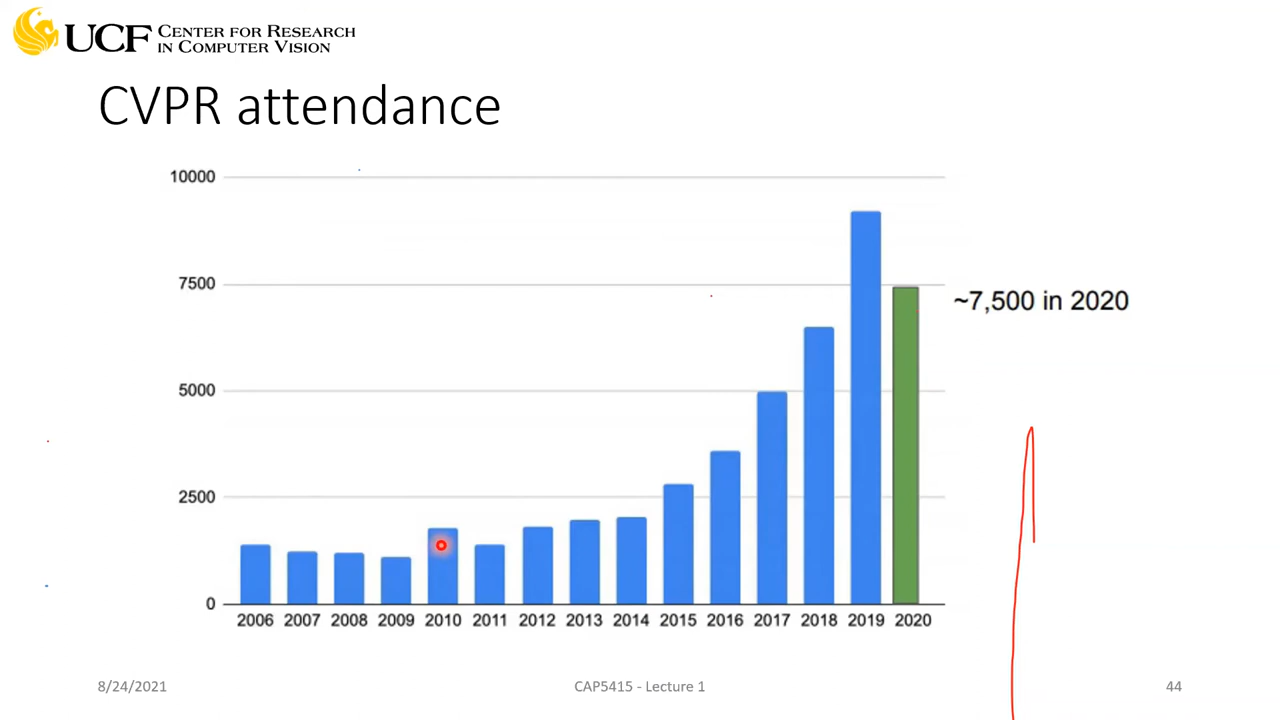 UCF CENTER FOR RESEARCH
IN COMPUTER VISION
CVPR attendance
10000
7500
~7,500 in 2020
5000
2500
0
2006 2007 2008 2009 2010 2011 2012 2013 2014 2015 2016 2017 2018 2019 2020
8/24/2021 CAP5415 - Lecture 1 44